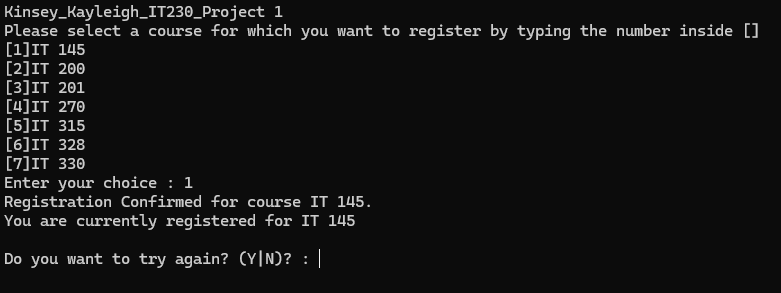 Kinsey_Kayleigh_IT230_Project 1
Please select a course for which you want to register by typing the number inside []
[1]IT 145
[2]IT 200
[3]IT 201
[4]IT 270
[5]IT 315
[6]IT 328
[7]IT 330
Enter your choice : 1
Registration Confirmed for course IT 145.
You are currently registered for IT 145
Do you want to try again? (Y|N)? :